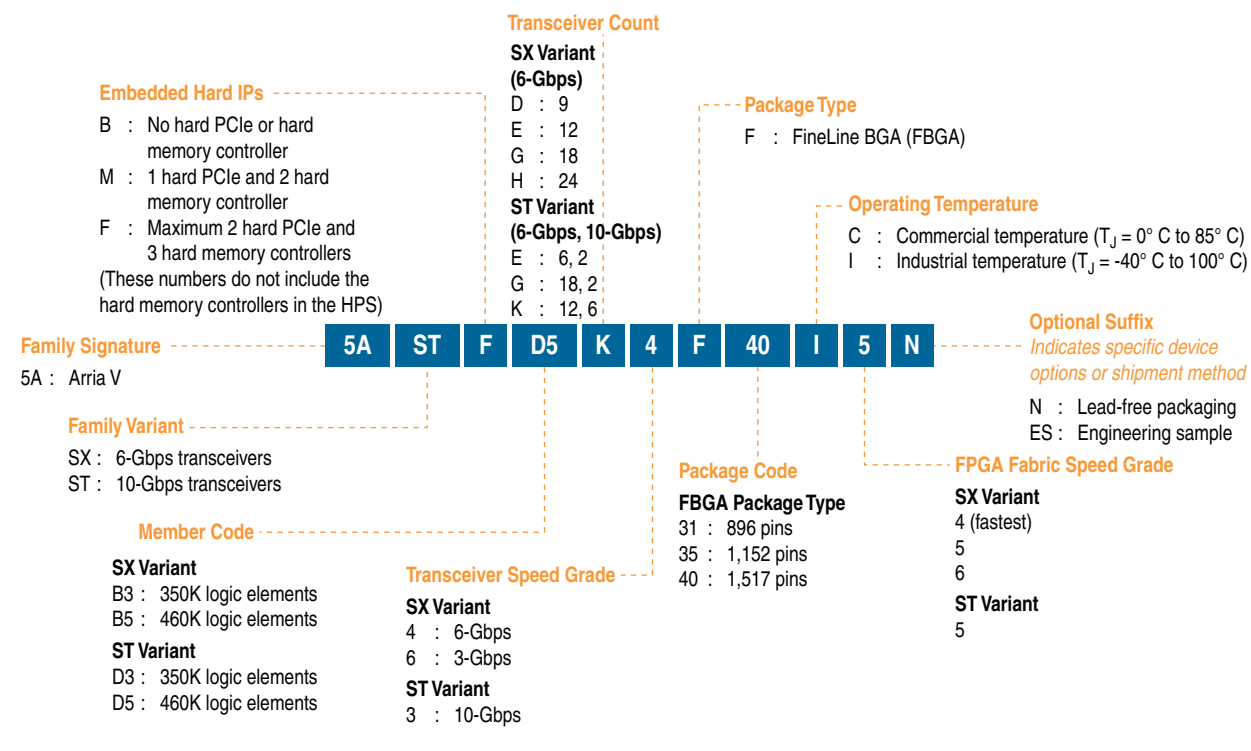 Transceiver Count
SX Variant
(6-Gbps)
D : 9
E : 12
G : 18
H : 24
ST Variant
(6-Gbps, 10-Gbps)
E : 6, 2
G : 18, 2
K : 12, 6
Embedded Hard IPs
B : No hard PCIe or hard
memory controller
M : 1 hard PCIe and 2 hard
memory controller
F : Maximum 2 hard PCIe and
3 hard memory controllers
(These numbers do not include the
hard memory controllers in the HPS)
Package Type
F : FineLine BGA (FBGA)
Operating Temperature
C : Commercial temperature (TJ = 0° C to 85° C)
I : Industrial temperature (TJ = -40° C to 100° C)
Family Signature
5A : Arria V
5A ST F D5 K 4 F 40 I 5 N
Optional Suffix
Indicates specific device
options or shipment method
N : Lead-free packaging
ES : Engineering sample
Family Variant
SX : 6-Gbps transceivers
ST : 10-Gbps transceivers
Member Code
SX Variant
B3 : 350K logic elements
B5 : 460K logic elements
ST Variant
D3 : 350K logic elements
D5 : 460K logic elements
Transceiver Speed Grade
SX Variant
4 : 6-Gbps
6 : 3-Gbps
ST Variant
3 : 10-Gbps
Package Code
FBGA Package Type
31 : 896 pins
35 : 1,152 pins
40 : 1,517 pins
FPGA Fabric Speed Grade
SX Variant
4 (fastest)
5
6
ST Variant
5